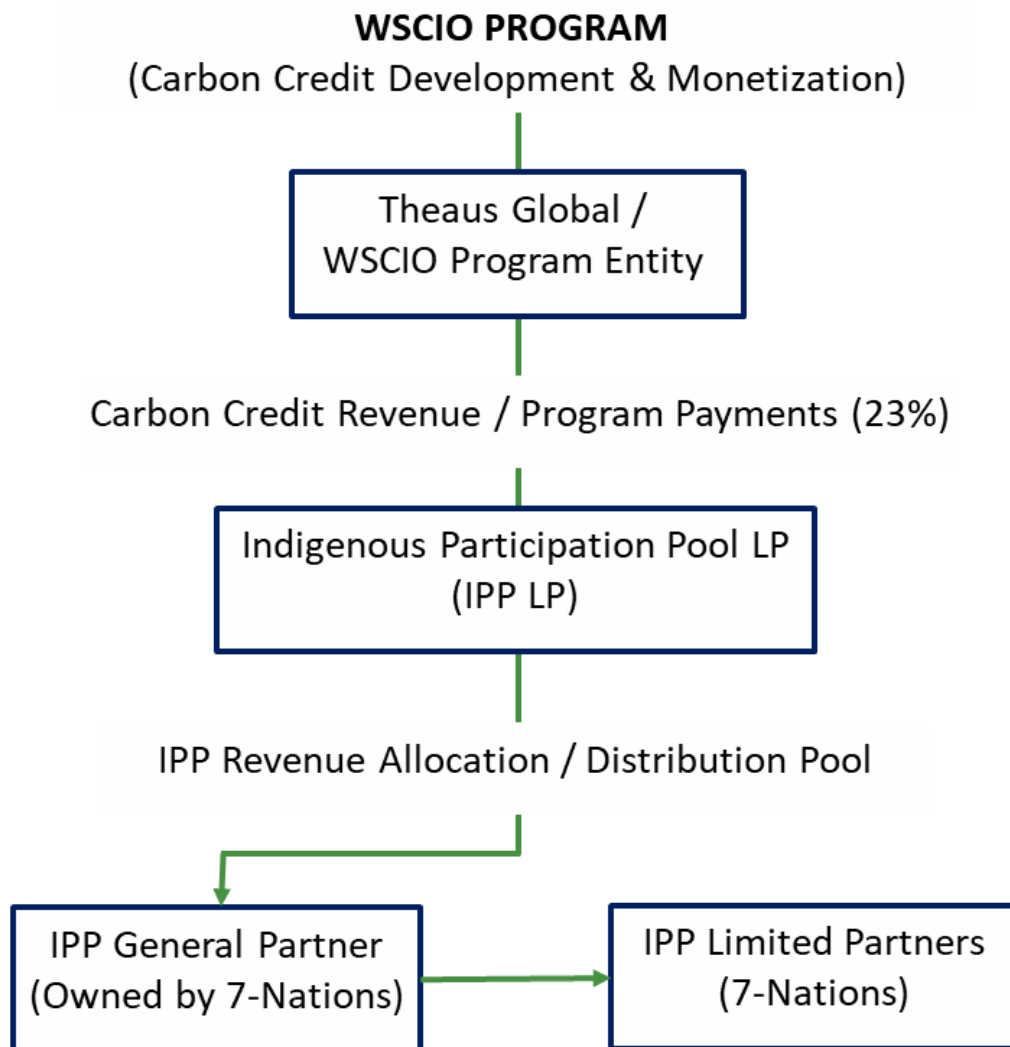 WSCIO PROGRAM
(Carbon Credit Development & Monetization)
Theaus Global /
WSCIO Program Entity
Carbon Credit Revenue / Program Payments (23%)
Indigenous Participation Pool LP
(IPP LP)
IPP Revenue Allocation / Distribution Pool
IPP General Partner
(Owned by 7-Nations)
IPP Limited Partners
(7-Nations)